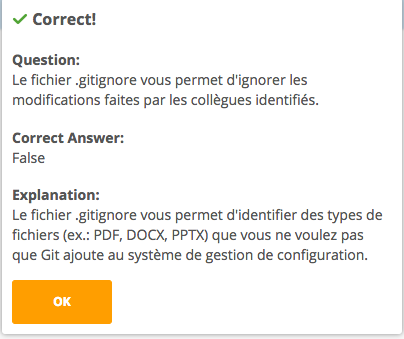 Correct!
Question:
Le fichier .gitignore vous permet d'ignorer les
modifications faites par les collègues identifiés.
Correct Answer:
False
Explanation:
Le fichier .gitignore vous permet d'identifier des types de
fichiers (ex.: PDF, DOCX, PPTX) que vous ne voulez pas
que Git ajoute au système de gestion de configuration.
OK